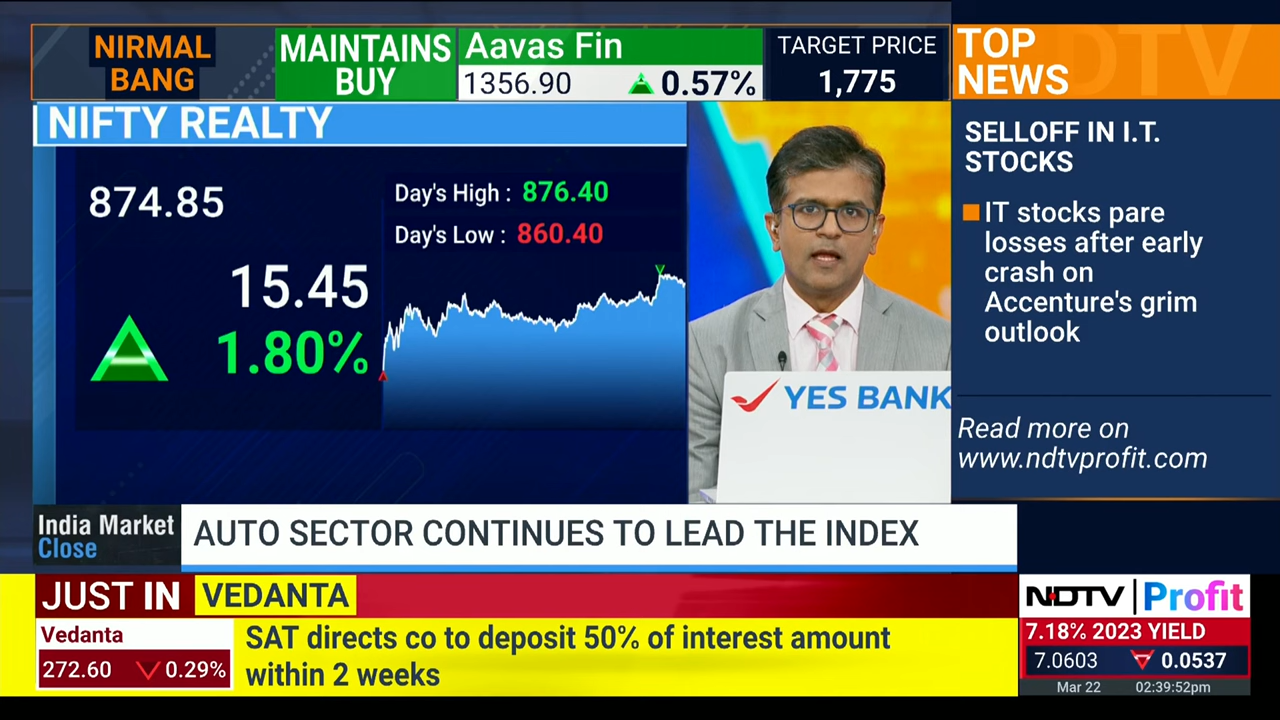 NIRMAL
BANG
MAINTAINS
BUY
Aavas Fin
1356.90 0.57%
TARGET PRICE
1,775
TOP
NEWS
NIFTY REALTY
874.85
15.45
1.80%
Day's High : 876.40
Day's Low : 860.40
YES BANK
SELLOFF IN I.T.
STOCKS
IT stocks pare
losses after early
crash on
Accenture's grim
outlook
Read more on
www.ndtvprofit.com
India Market
Close
AUTO SECTOR CONTINUES TO LEAD THE INDEX
JUST IN VEDANTA
Vedanta
272.60 0.29%
SAT directs co to deposit 50% of interest amount
within 2 weeks
NDTV Profit
7.18% 2023 YIELD
7.0603 0.0537
Mar 22 02:39:52pm